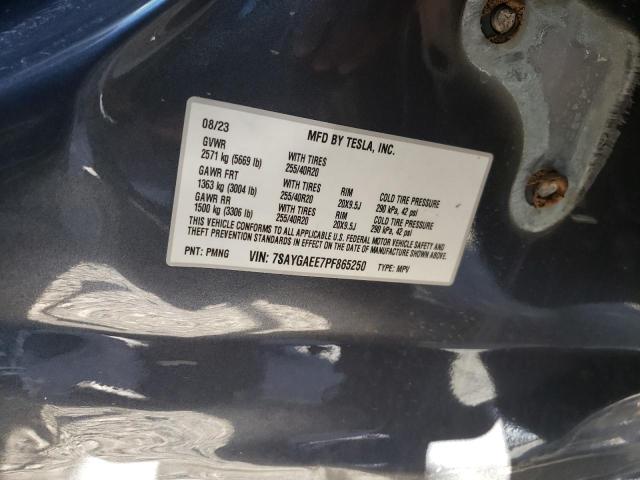 08/23 MFD BY TESLA, INC.
GVWR
2571 kg (5669 lb) WITH TIRES 255/40R20
GAWR FRT
1363 kg (3004 lb) WITH TIRES 255/40R20 RIM 20X9.5J COLD TIRE PRESSURE 290 kPa, 42 psi
GAWR RR
1500 kg (3306 lb) WITH TIRES 255/40R20 RIM 20X9.5J COLD TIRE PRESSURE 290 kPa, 42 psi
THIS VEHICLE CONFORMS TO ALL APPLICABLE U.S. FEDERAL MOTOR VEHICLE SAFETY AND
THEFT PREVENTION STANDARDS IN EFFECT ON THE DATE OF MANUFACTURE SHOWN ABOVE.
PNT: PMNG VIN: 7SAYGAEE7PF865250 TYPE: MPV